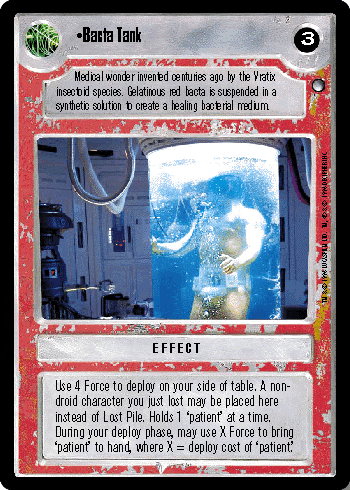 •Bacta Tank
3
Medical wonder invented centuries ago by the Vratix
insectoid species. Gelatinous red bacta is suspended in a
synthetic solution to create a healing bacterial medium.
EFFECT
Use 4 Force to deploy on your side of table. A non-
droid character you just lost may be placed here
instead of Lost Pile. Holds 1 'patient' at a time.
During your deploy phase, may use X Force to bring
'patient' to hand, where X = deploy cost of 'patient'.